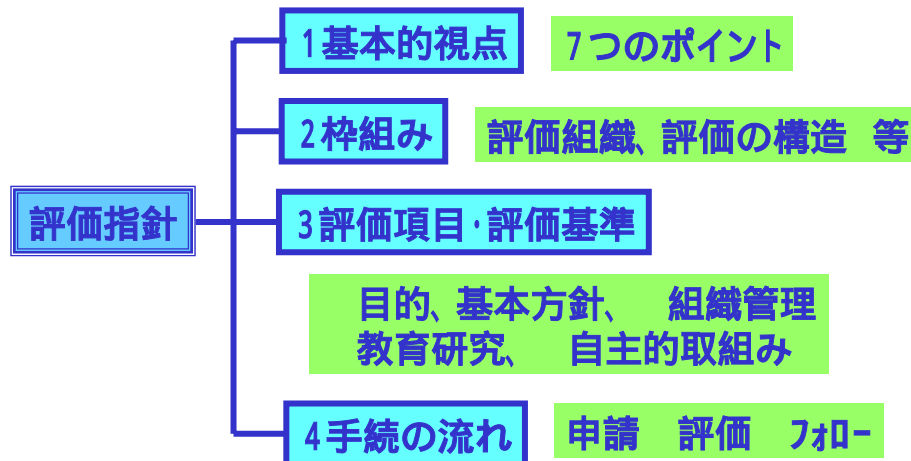 1基本的視点
7つのポイント
2枠組み
評価組織、評価の構造 等
評価指針
3評価項目・評価基準
目的、基本方針、 組織管理
教育研究、 自主的取組み
4手続の流れ
申請 評価 フォロー